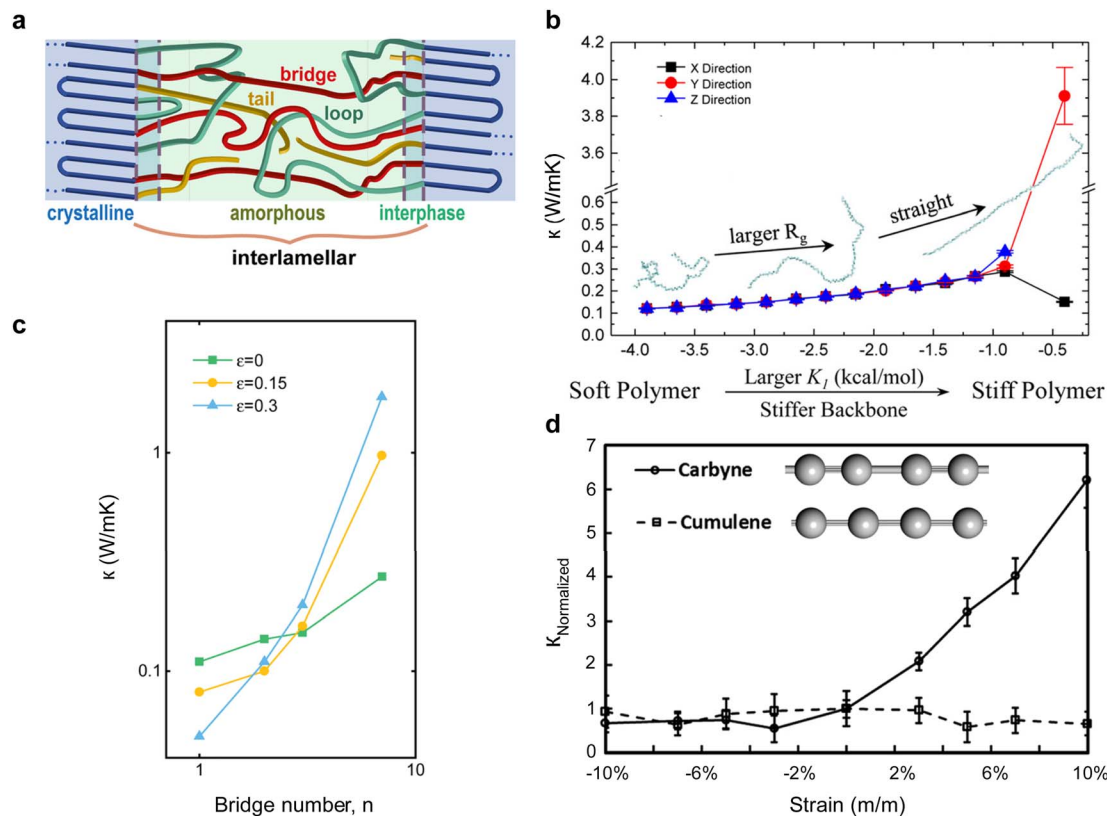 a
bridge
tail
loop
crystalline
amorphous
interphase
interlamellar
b
4.2
4.0
3.8
3.6
0.6
0.5
0.4
0.3
0.2
0.1
0.0
κ (W/mK)
X Direction
Y Direction
Z Direction
larger Rg
straight
-4.0 -3.5 -3.0 -2.5 -2.0 -1.5 -1.0 -0.5
Soft Polymer
Larger K1 (kcal/mol)
Stiffer Backbone
Stiff Polymer
c
ε=0
ε=0.15
ε=0.3
κ (W/mK)
1
0.1
1 10
Bridge number, n
d
7
6
5
4
3
2
1
0
κNormalized
Carbyne
Cumulene
-10% -6% -2% 2% 6% 10%
Strain (m/m)